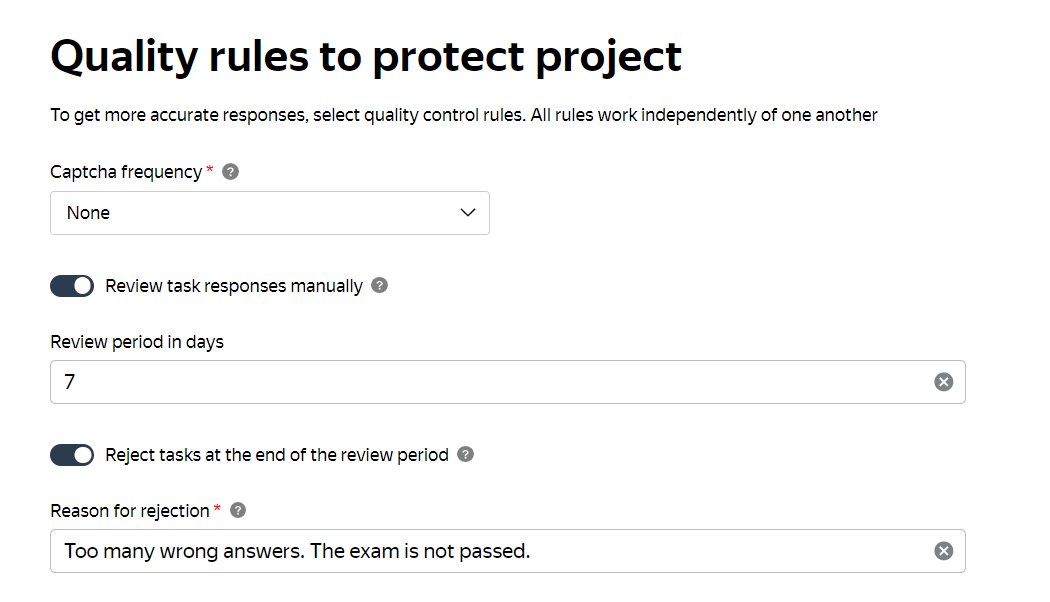 Quality rules to protect project
To get more accurate responses, select quality control rules. All rules work independently of one another
Captcha frequency * ?
None
Review task responses manually ?
Review period in days
7
Reject tasks at the end of the review period ?
Reason for rejection * ?
Too many wrong answers. The exam is not passed.